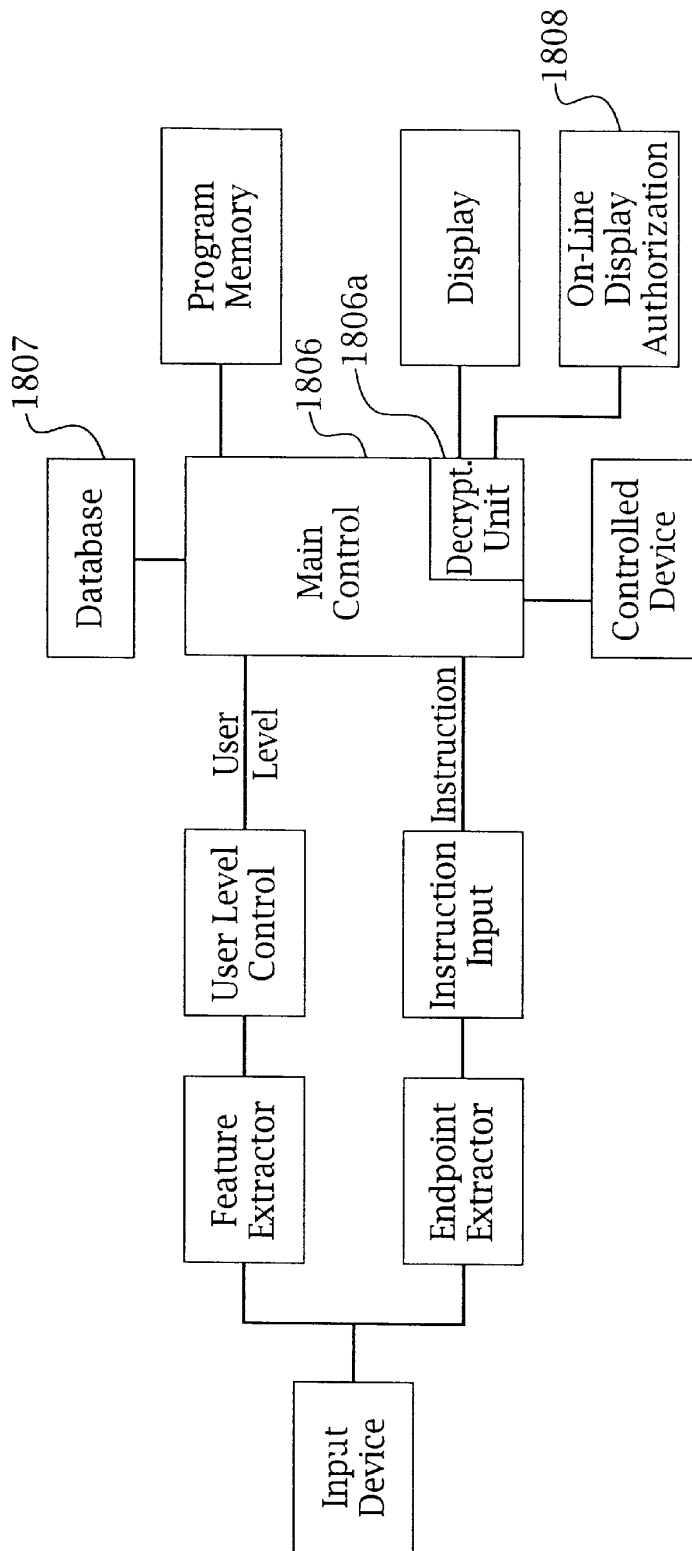 Input
Device
Feature
Extractor
Endpoint
Extractor
User Level
Control
Instruction
Input
User
Level
Instruction
Database
1807
Main
Control
1806
Decrypt.
Unit
1806a
Controlled
Device
Program
Memory
Display
On-Line
Display
Authorization
1808